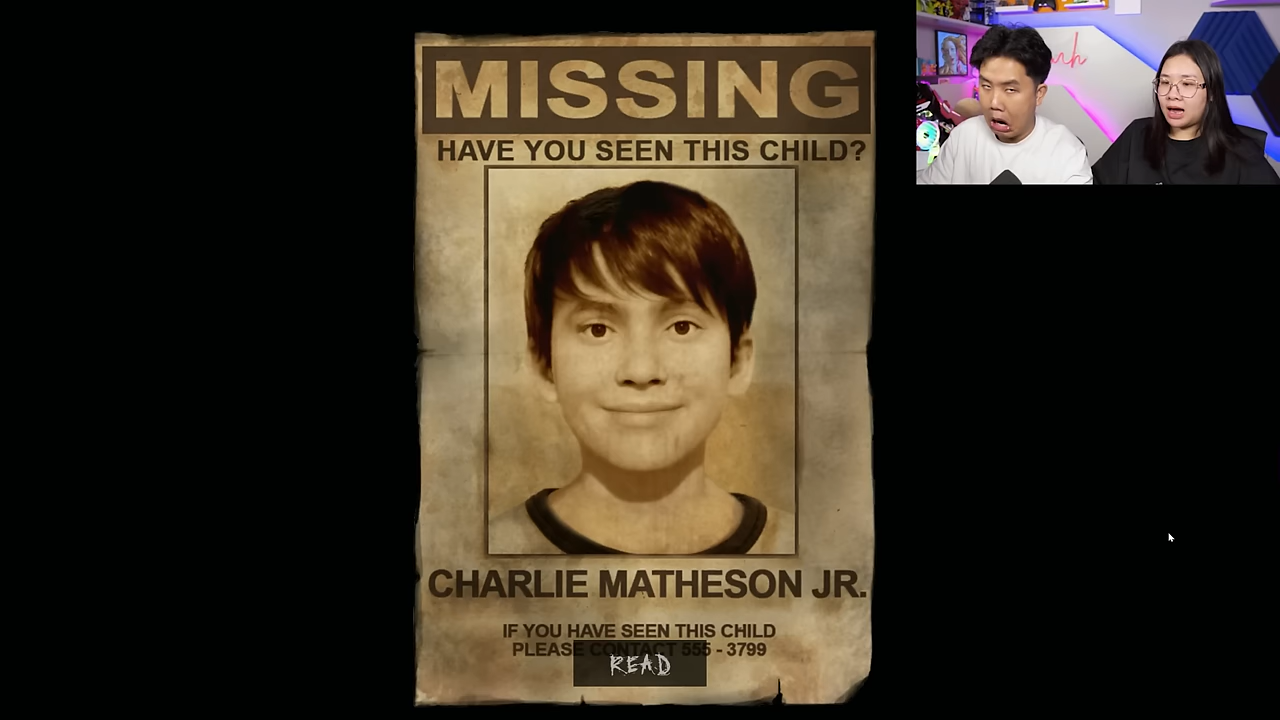 MISSING
HAVE YOU SEEN THIS CHILD?
CHARLIE MATHESON JR.
IF YOU HAVE SEEN THIS CHILD
PLEASE CONTACT 555 - 3799
READ